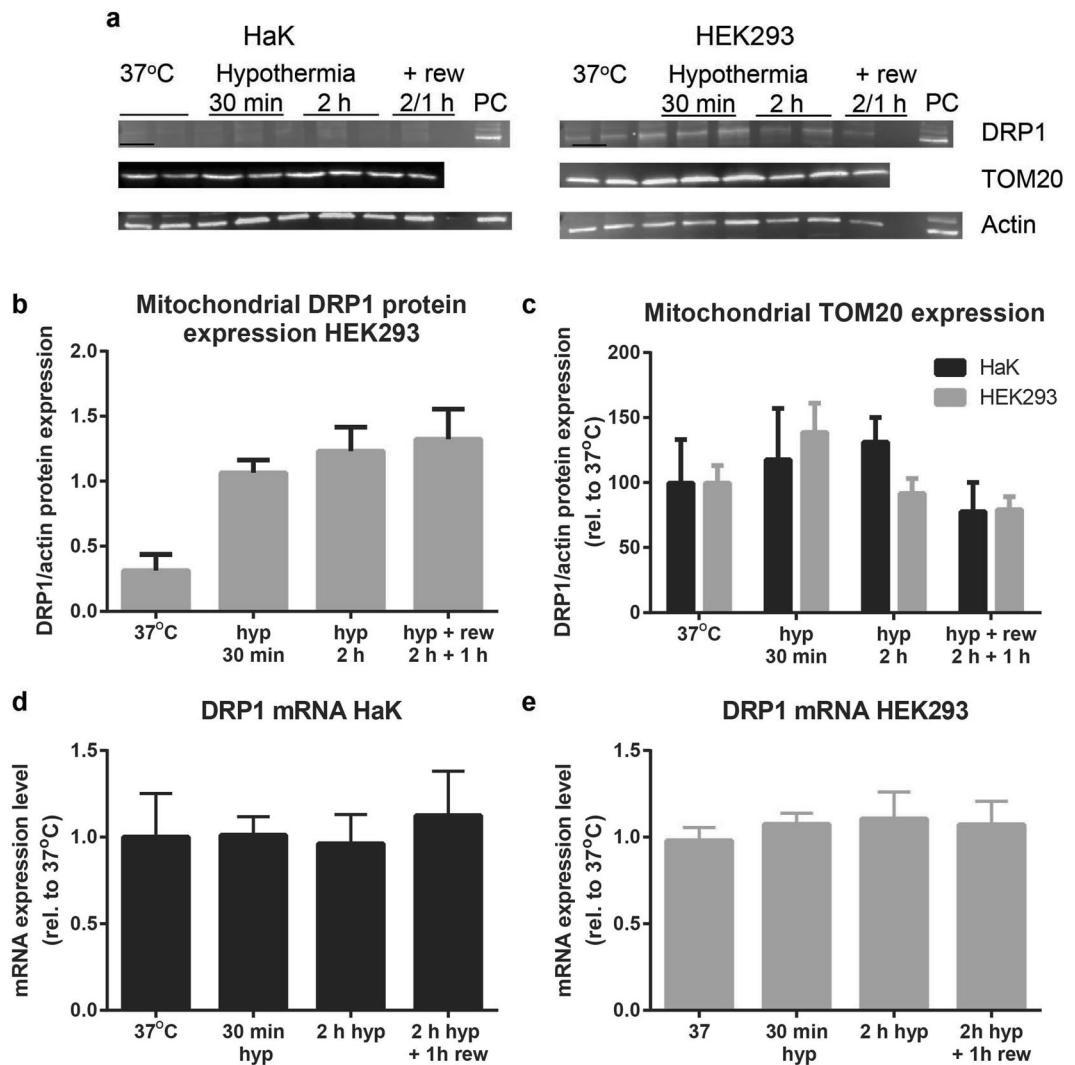 a
HaK
HEK293
37°C Hypothermia + rew
30 min 2 h 2/1 h PC
37°C Hypothermia + rew
30 min 2 h 2/1 h PC
DRP1
TOM20
Actin
b
Mitochondrial DRP1 protein
expression HEK293
DRP1/actin protein expression
2.0
1.5
1.0
0.5
0.0
37°C hyp hyp hyp + rew
30 min 2 h 2 h + 1 h
c
Mitochondrial TOM20 expression
DRP1/actin protein expression
(rel. to 37°C)
200
150
100
50
0
HaK
HEK293
37°C hyp hyp hyp + rew
30 min 2 h 2 h + 1 h
d
DRP1 mRNA HaK
mRNA expression level
(rel. to 37°C)
1.5
1.0
0.5
0.0
37°C 30 min 2 h hyp 2 h hyp
hyp + 1h rew
e
DRP1 mRNA HEK293
mRNA expression level
(rel. to 37°C)
1.5
1.0
0.5
0.0
37 30 min 2 h hyp 2h hyp
hyp + 1h rew